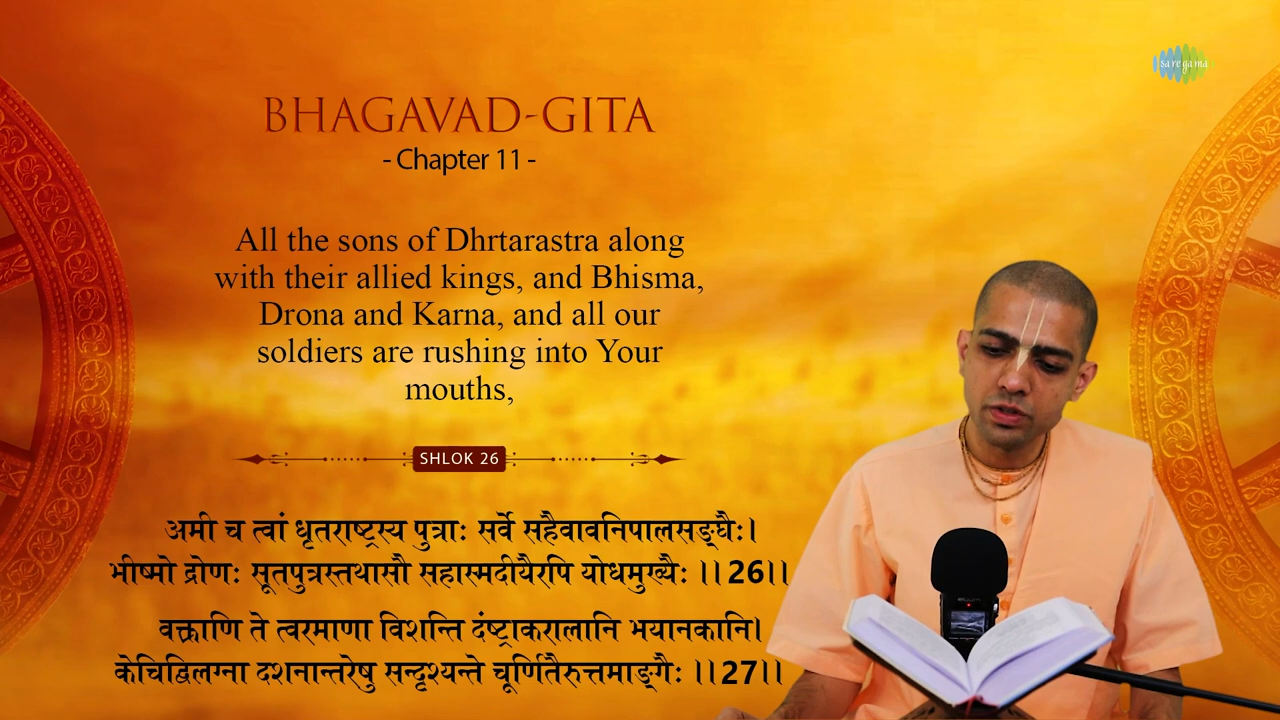 saregama
BHAGAVAD-GITA
- Chapter 11 -
All the sons of Dhrtarastra along
with their allied kings, and Bhisma,
Drona and Karna, and all our
soldiers are rushing into Your
mouths,
SHLOK 26
अमी च त्वां धृतराष्ट्रस्य पुत्राः सर्वे सहैवावनिपालसङ्घैः।
भीष्मो द्रोणः सूतपुत्रस्तथासौ सहास्मदीयैरपि योधमुख्यैः ।।26।।
वक्त्राणि ते त्वरमाणा विशन्ति दंष्ट्राकरालानि भयानकानि।
केचिद्विलग्ना दशनान्तरेषु सन्दृश्यन्ते चूर्णितैरुत्तमाङ्गैः ।।27।।